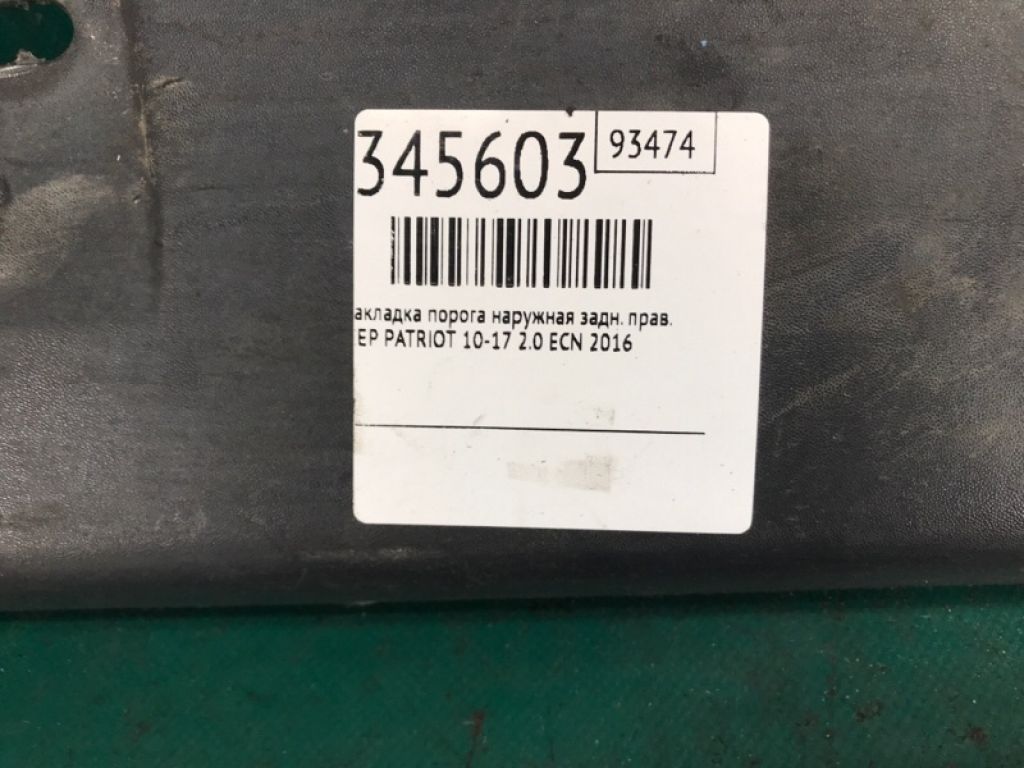 345603
93474
акладка порога наружная задн. прав.
EP PATRIOT 10-17 2.0 ECN 2016